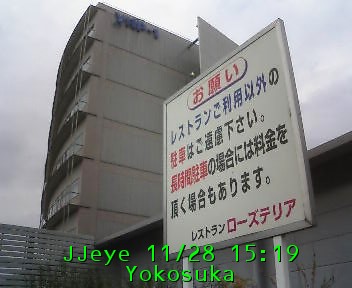 お願い
レストランご利用以外の
駐車はご遠慮下さい。
長時間駐車の場合には料金を
頂く場合もあります。
レストラン ローズテリア
JJeye 11/28 15:19
Yokosuka